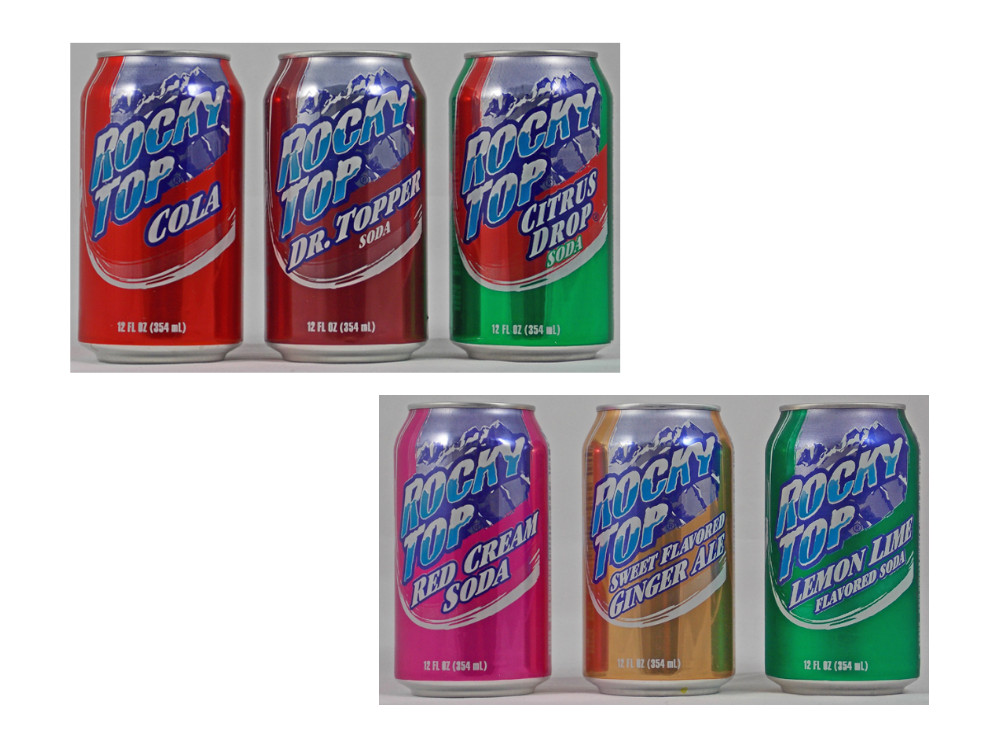 ROCKY
TOP
COLA
12 FL OZ (354 mL)
ROCKY
TOP
DR. TOPPER
SODA
12 FL OZ (354 mL)
ROCKY
TOP
CITRUS
DROP
SODA
12 FL OZ (354 mL)
ROCKY
TOP
RED CREAM
SODA
12 FL OZ (354 mL)
ROCKY
TOP
SWEET FLAVORED
GINGER ALE
12 FL OZ (354 mL)
ROCKY
TOP
LEMON LIME
FLAVORED SODA
12 FL OZ (354 mL)